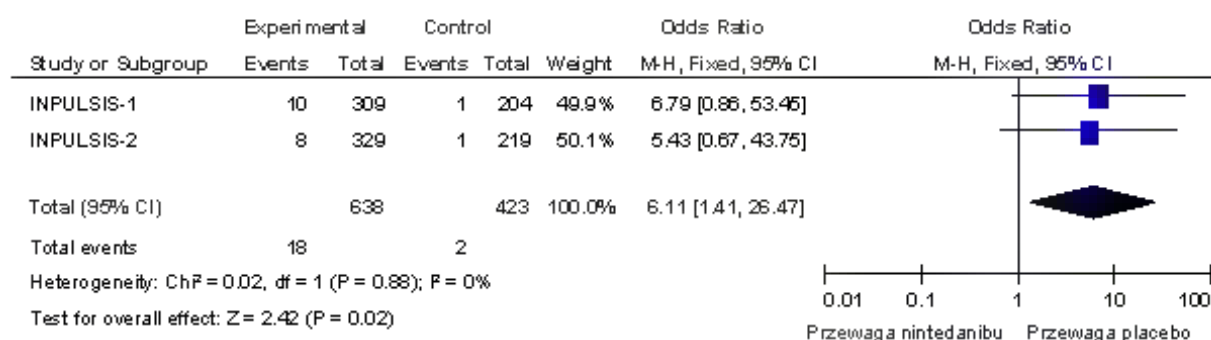 Experimental Control Odds Ratio Odds Ratio
Study or Subgroup Events Total Events Total Weight M-H, Fixed, 95% CI M-H, Fixed, 95% CI
INPULSIS-1 10 309 1 204 49.9% 6.79 [0.86, 53.45]
INPULSIS-2 8 329 1 219 50.1% 5.43 [0.67, 43.75]
Total (95% CI) 638 423 100.0% 6.11 [1.41, 26.47]
Total events 18 2
Heterogeneity: Chi² = 0.02, df = 1 (P = 0.88); I² = 0%
Test for overall effect: Z = 2.42 (P = 0.02)
0.01 0.1 1 10 100
Przewaga nintedanibu Przewaga placebo